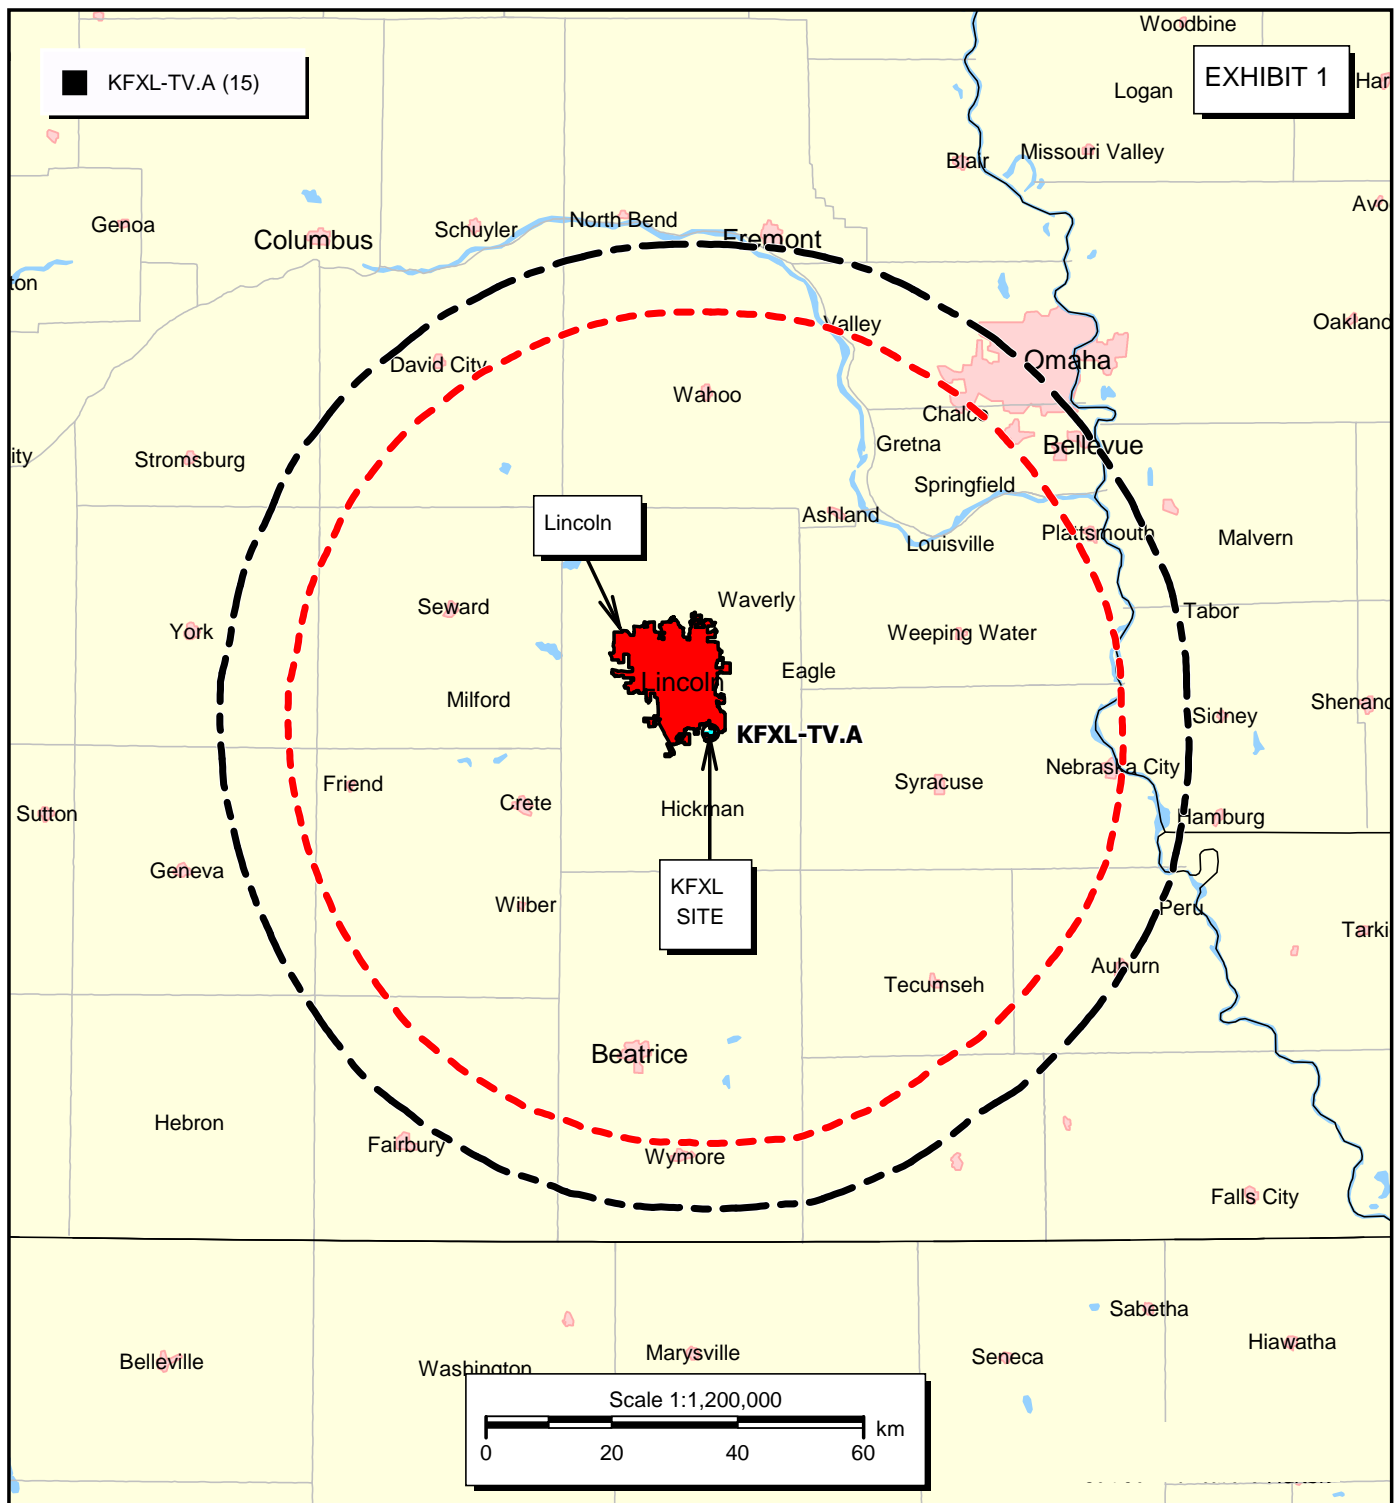 Woodbine
KFXL-TV.A (15)
EXHIBIT 1
Har
Logan
Blair
Missouri Valley
Avo
Genoa
Columbus
Schuyler
North Bend
Fremont
ton
Valley
Oakland
David City
Omaha
Wahoo
Chalco
Gretna
Bellevue
ity
Stromsburg
Springfield
Lincoln
Ashland
Louisville
Plattsmouth
Malvern
Waverly
Seward
Tabor
York
Weeping Water
Eagle
Lincoln
Milford
Shenand
Sidney
KFXL-TV.A
Nebraska City
Friend
Syracuse
Crete
Hickman
Sutton
Hamburg
Geneva
KFXL
SITE
Wilber
Peru
Tarki
Auburn
Tecumseh
Beatrice
Hebron
Fairbury
Wymore
Falls City
Sabetha
Hiawatha
Belleville
Washington
Marysville
Seneca
Scale 1:1,200,000
km
0 20 40 60